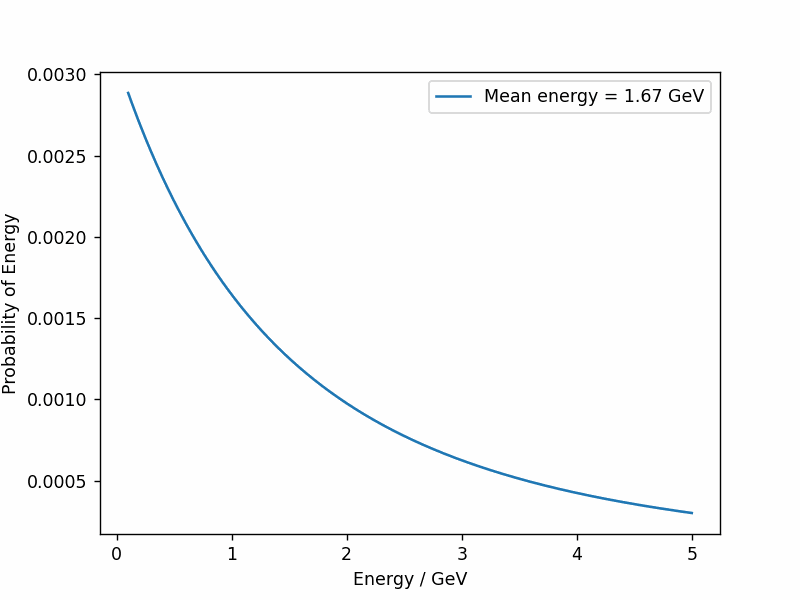 Mean energy = 1.67 GeV
Probability of Energy
0.0030
0.0025
0.0020
0.0015
0.0010
0.0005
0 1 2 3 4 5
Energy / GeV